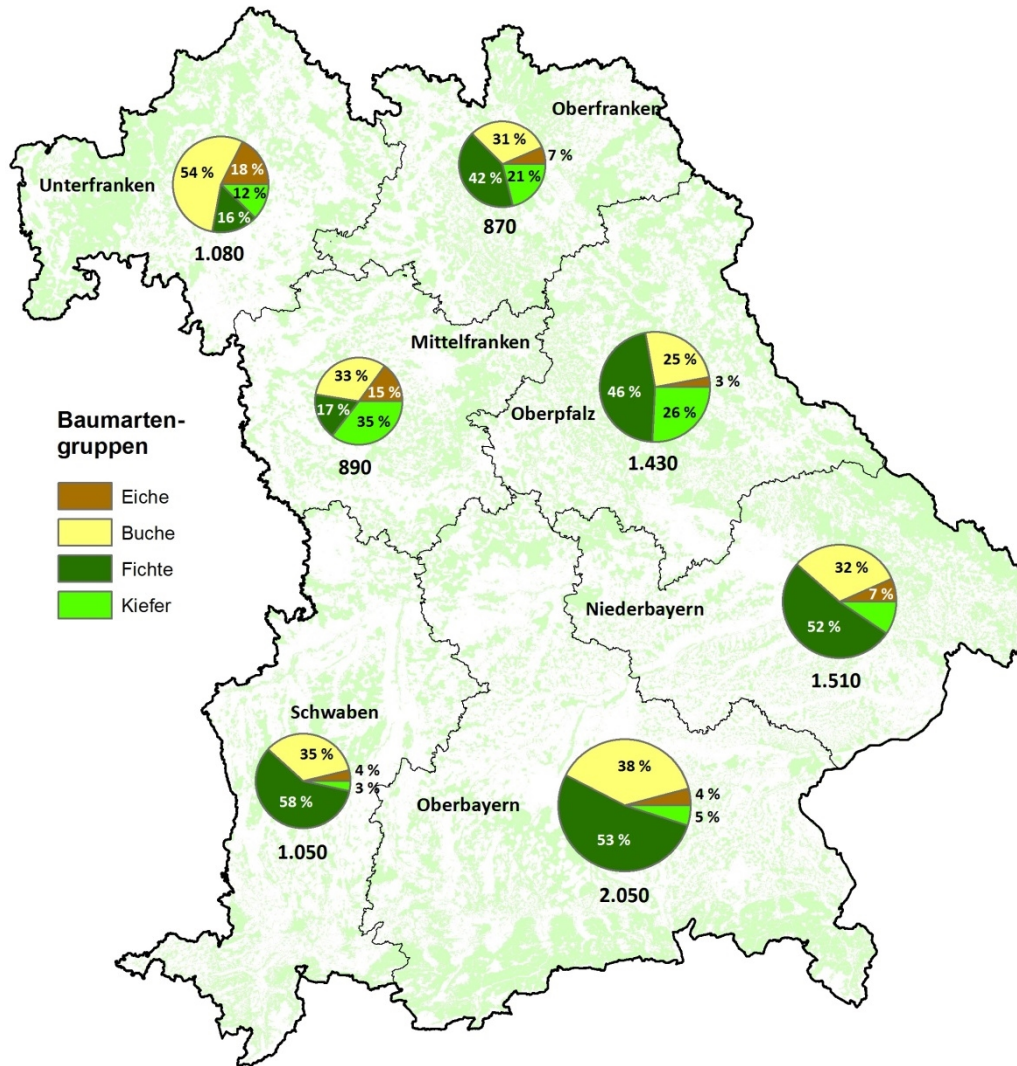 Oberfranken
31 %
7 %
42 %
21 %
870
Unterfranken
54 %
18 %
12 %
16 %
1.080
Mittelfranken
33 %
15 %
17 %
35 %
890
Oberpfalz
25 %
3 %
46 %
26 %
1.430
Baumarten-
gruppen
Eiche
Buche
Fichte
Kiefer
Niederbayern
32 %
7 %
52 %
1.510
Schwaben
35 %
4 %
3 %
58 %
1.050
Oberbayern
38 %
4 %
5 %
53 %
2.050